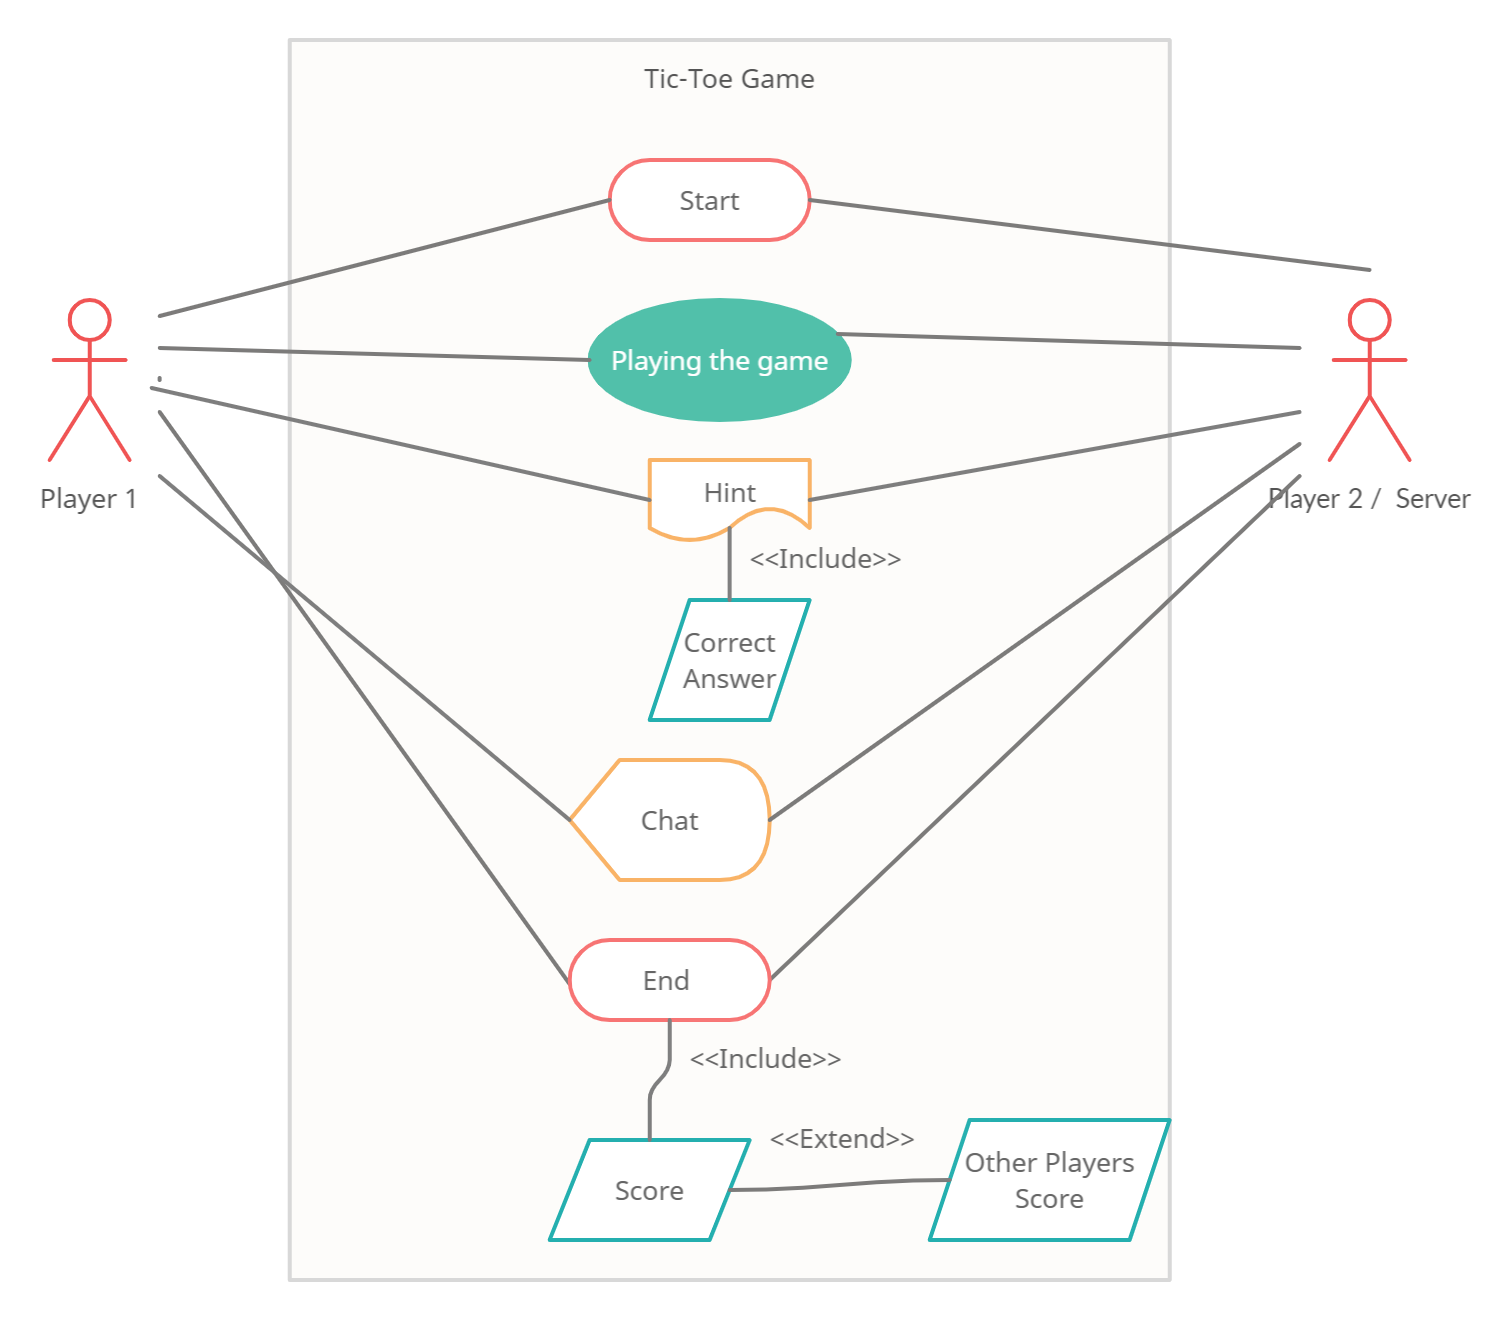 Tic-Toe Game
Start
Playing the game
Hint
Player 1
Player 2 /  Server
<<Include>>
Correct
Answer
Chat
End
<<Include>>
<<Extend>>
Score
Other Players
Score